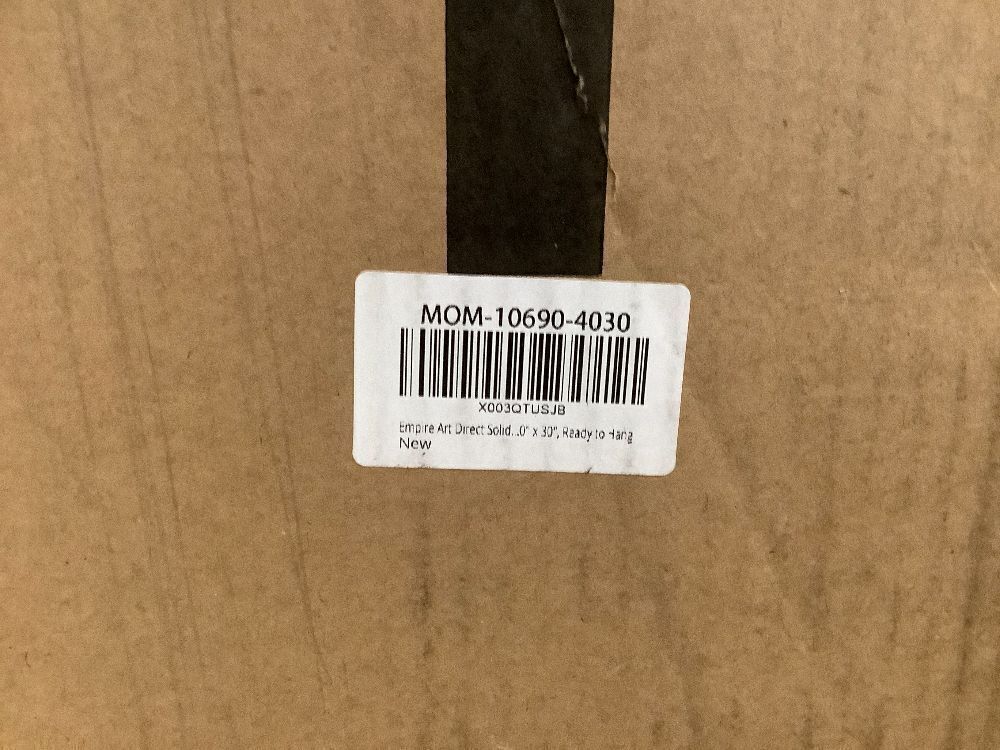 MOM-10690-4030
X003QTUSJB
Empire Art Direct Solid...0" x 30", Ready to Hang
New